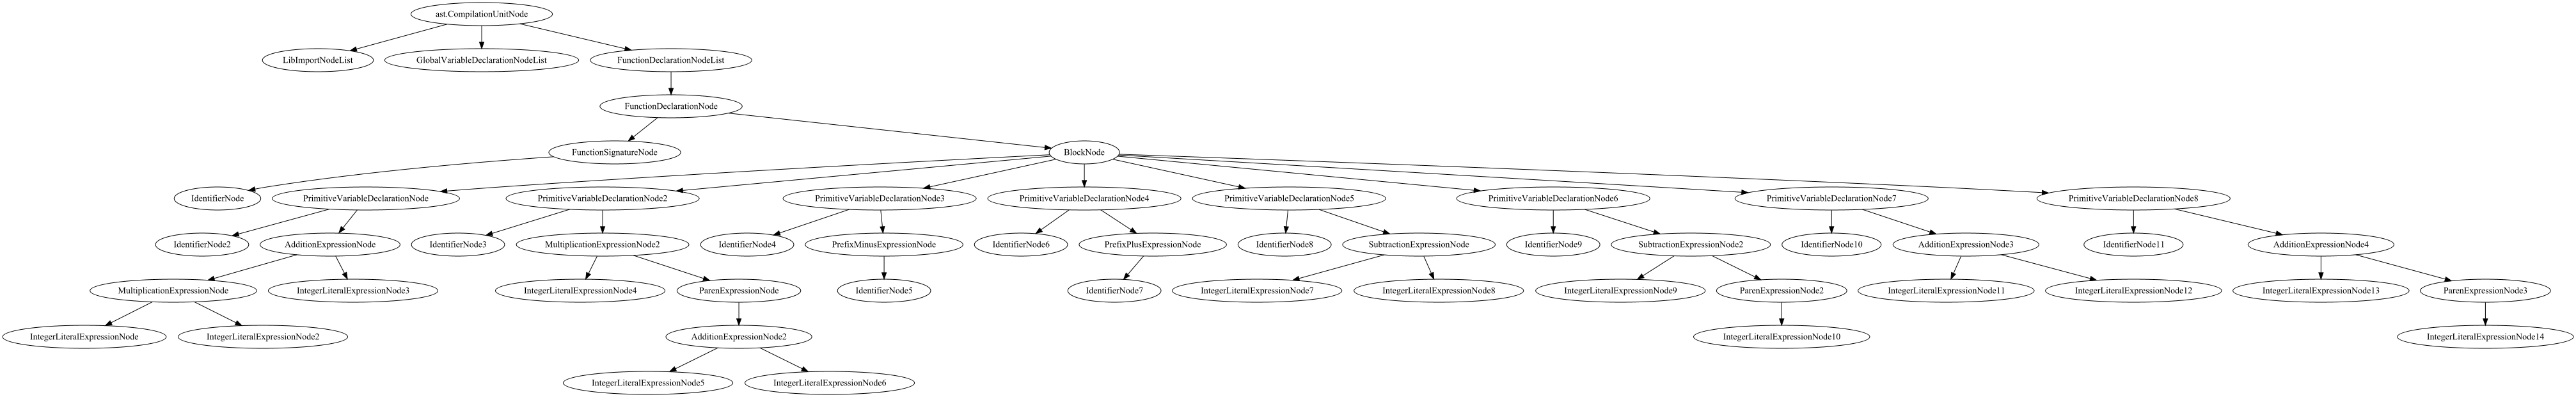 ast.CompilationUnitNode
LibImportNodeList
GlobalVariableDeclarationNodeList
FunctionDeclarationNodeList
FunctionDeclarationNode
FunctionSignatureNode
BlockNode
IdentifierNode
PrimitiveVariableDeclarationNode
PrimitiveVariableDeclarationNode2
PrimitiveVariableDeclarationNode3
PrimitiveVariableDeclarationNode4
PrimitiveVariableDeclarationNode5
PrimitiveVariableDeclarationNode6
PrimitiveVariableDeclarationNode7
PrimitiveVariableDeclarationNode8
IdentifierNode2
AdditionExpressionNode
IdentifierNode3
MultiplicationExpressionNode2
IdentifierNode4
PrefixMinusExpressionNode
IdentifierNode6
PrefixPlusExpressionNode
IdentifierNode8
SubtractionExpressionNode
IdentifierNode9
SubtractionExpressionNode2
IdentifierNode10
AdditionExpressionNode3
IdentifierNode11
AdditionExpressionNode4
MultiplicationExpressionNode
IntegerLiteralExpressionNode3
IntegerLiteralExpressionNode4
ParenExpressionNode
IdentifierNode5
IdentifierNode7
IntegerLiteralExpressionNode7
IntegerLiteralExpressionNode8
IntegerLiteralExpressionNode9
ParenExpressionNode2
IntegerLiteralExpressionNode11
IntegerLiteralExpressionNode12
IntegerLiteralExpressionNode13
ParenExpressionNode3
IntegerLiteralExpressionNode
IntegerLiteralExpressionNode2
AdditionExpressionNode2
IntegerLiteralExpressionNode10
IntegerLiteralExpressionNode14
IntegerLiteralExpressionNode5
IntegerLiteralExpressionNode6